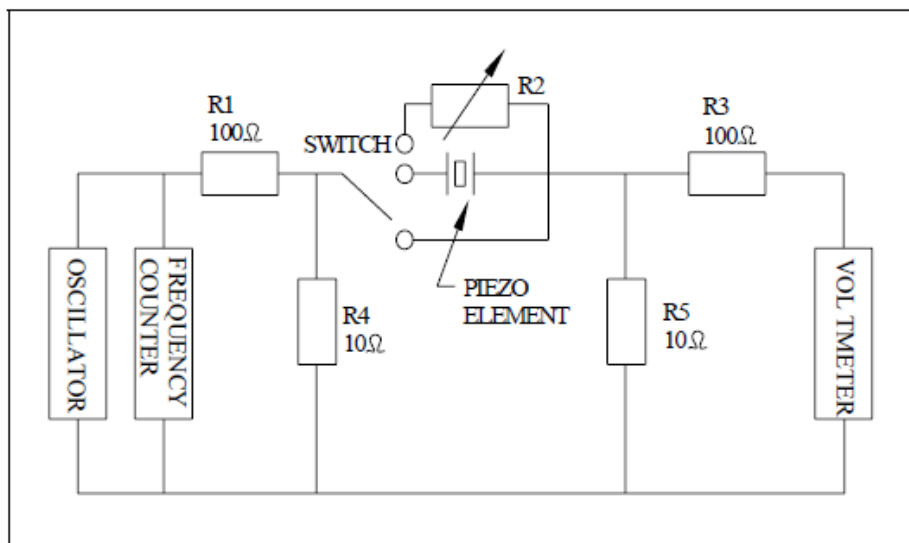 R1
100Ω
SWITCH
R2
R3
100Ω
OSCILLATOR
FREQUENCY
COUNTER
R4
10Ω
PIEZO
ELEMENT
R5
10Ω
VOL TMETER